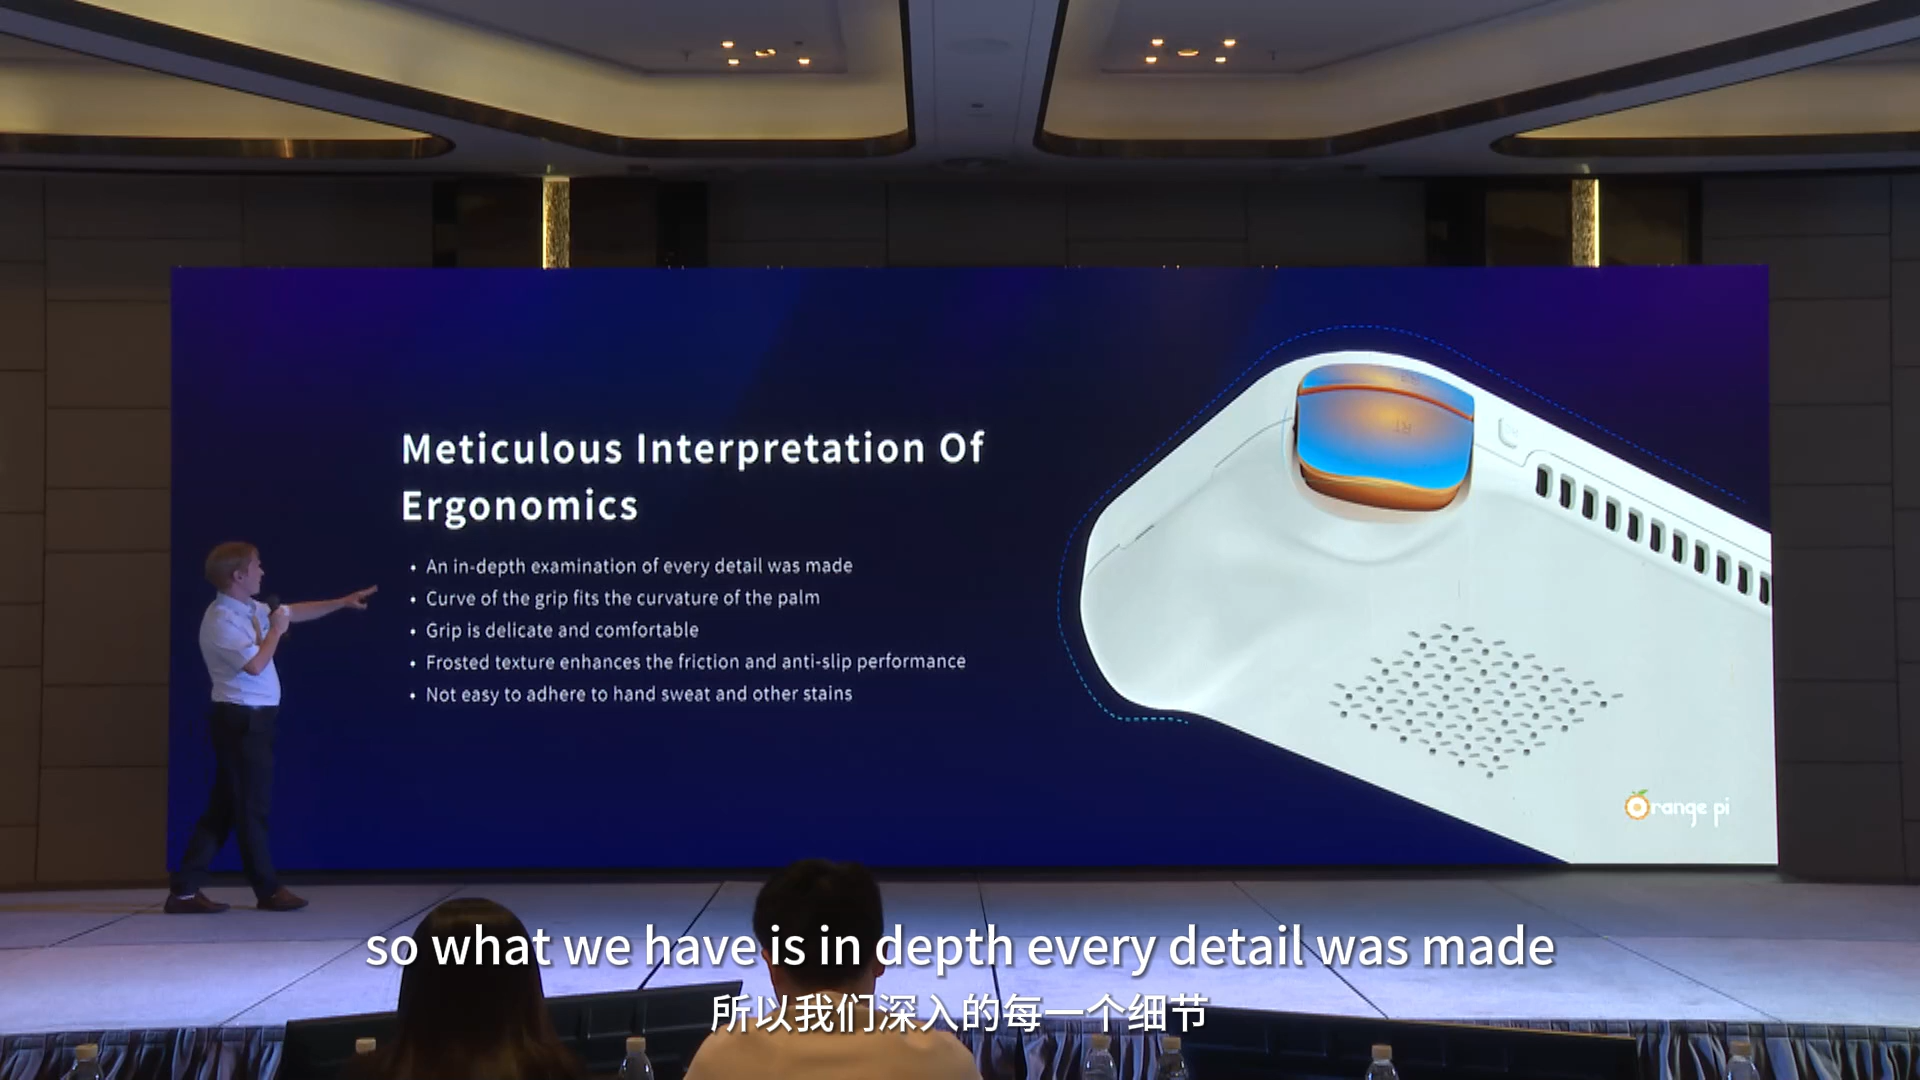 Meticulous Interpretation Of
Ergonomics
• An in-depth examination of every detail was made
• Curve of the grip fits the curvature of the palm
• Grip is delicate and comfortable
• Frosted texture enhances the friction and anti-slip performance
• Not easy to adhere to hand sweat and other stains
RT
Orange pi
so what we have is in depth every detail was made
所以我们深入的每一个细节